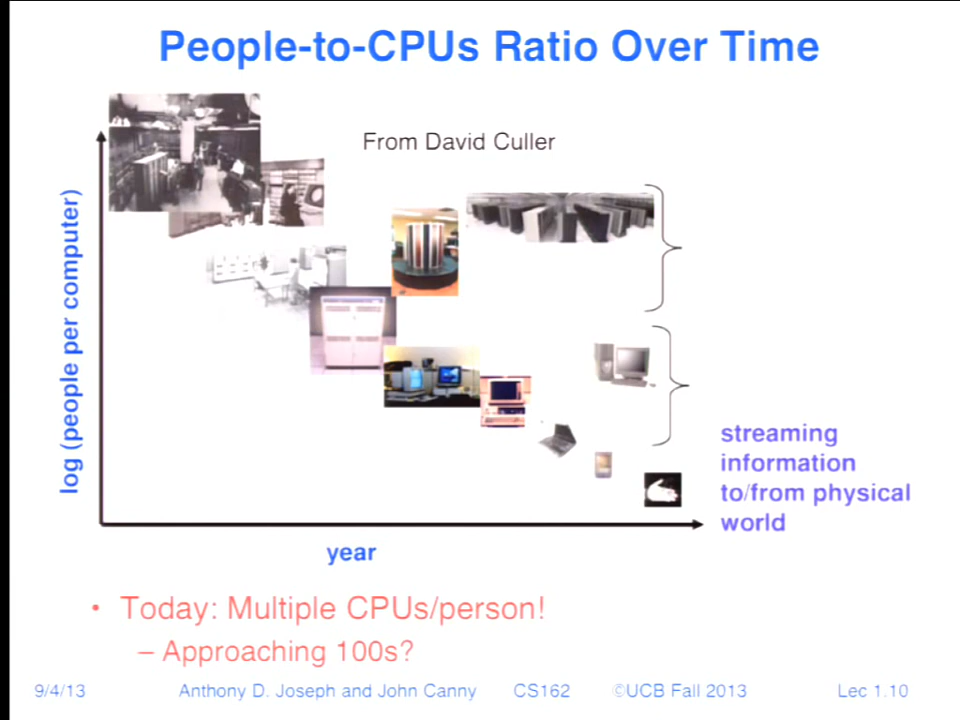 People-to-CPUs Ratio Over Time
From David Culler
log (people per computer)
streaming
information
to/from physical
world
year
• Today: Multiple CPUs/person!
– Approaching 100s?
9/4/13 Anthony D. Joseph and John Canny CS162 ©UCB Fall 2013 Lec 1.10